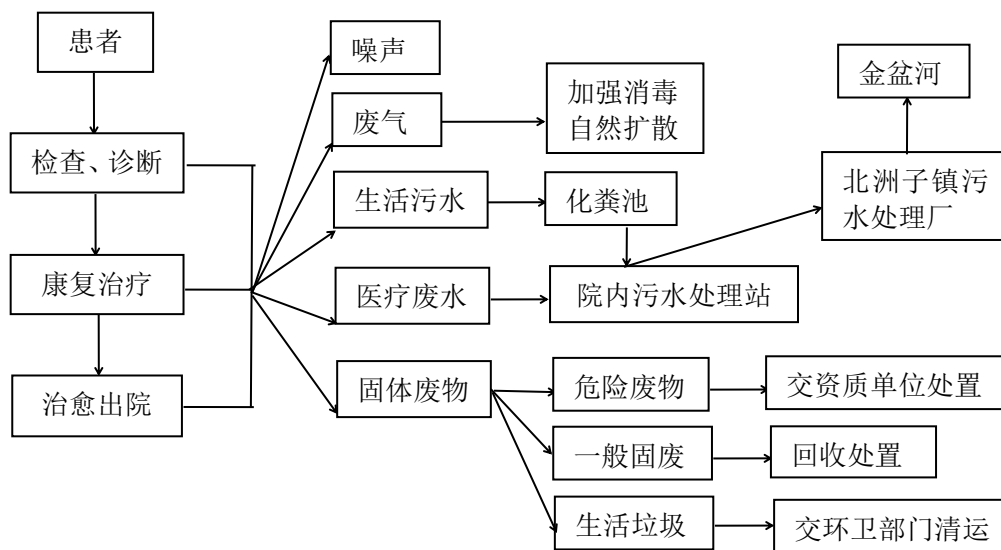 患者
检查、诊断
康复治疗
治愈出院
噪声
废气
加强消毒
自然扩散
生活污水
化粪池
医疗废水
院内污水处理站
北洲子镇污
水处理厂
金盆河
固体废物
危险废物
交资质单位处置
一般固废
回收处置
生活垃圾
交环卫部门清运